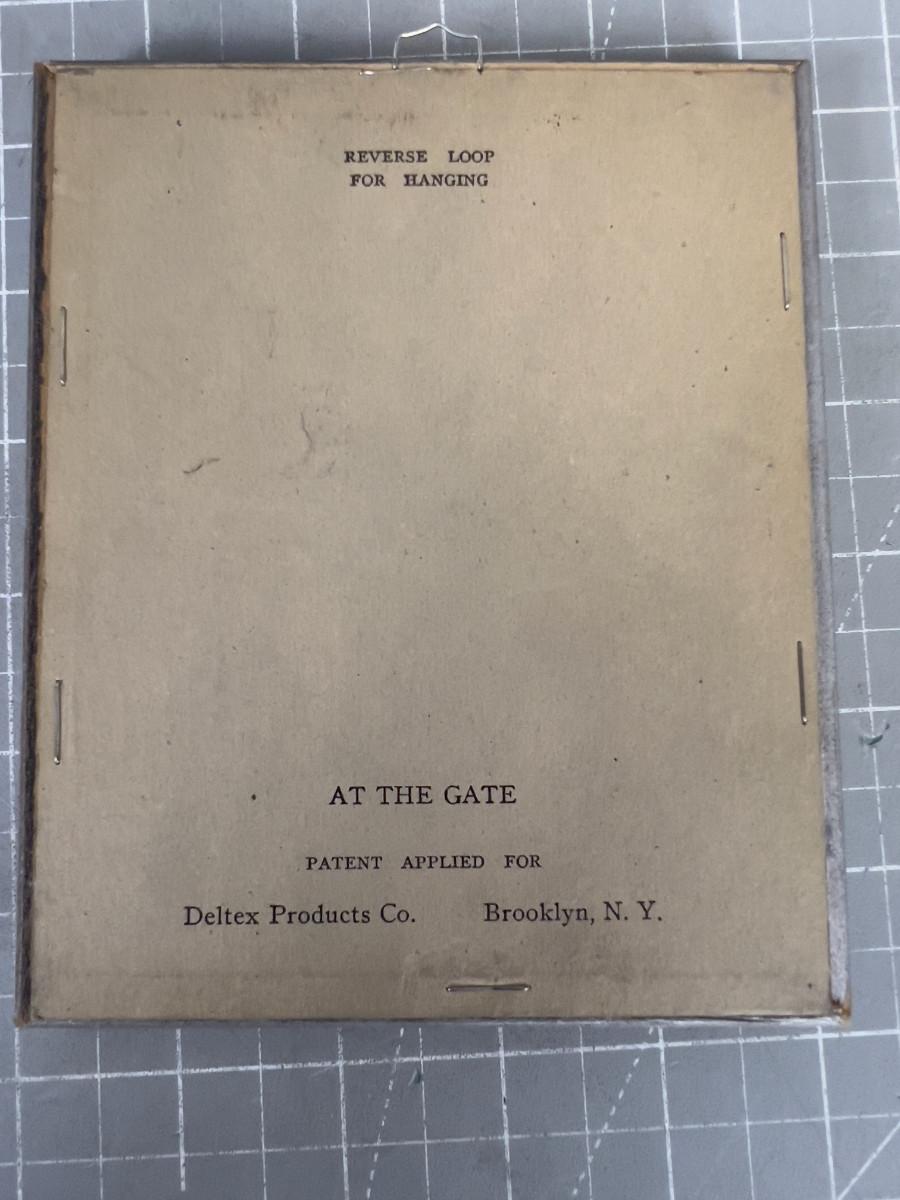 REVERSE LOOP
FOR HANGING
AT THE GATE
PATENT APPLIED FOR
Deltex Products Co. Brooklyn, N. Y.